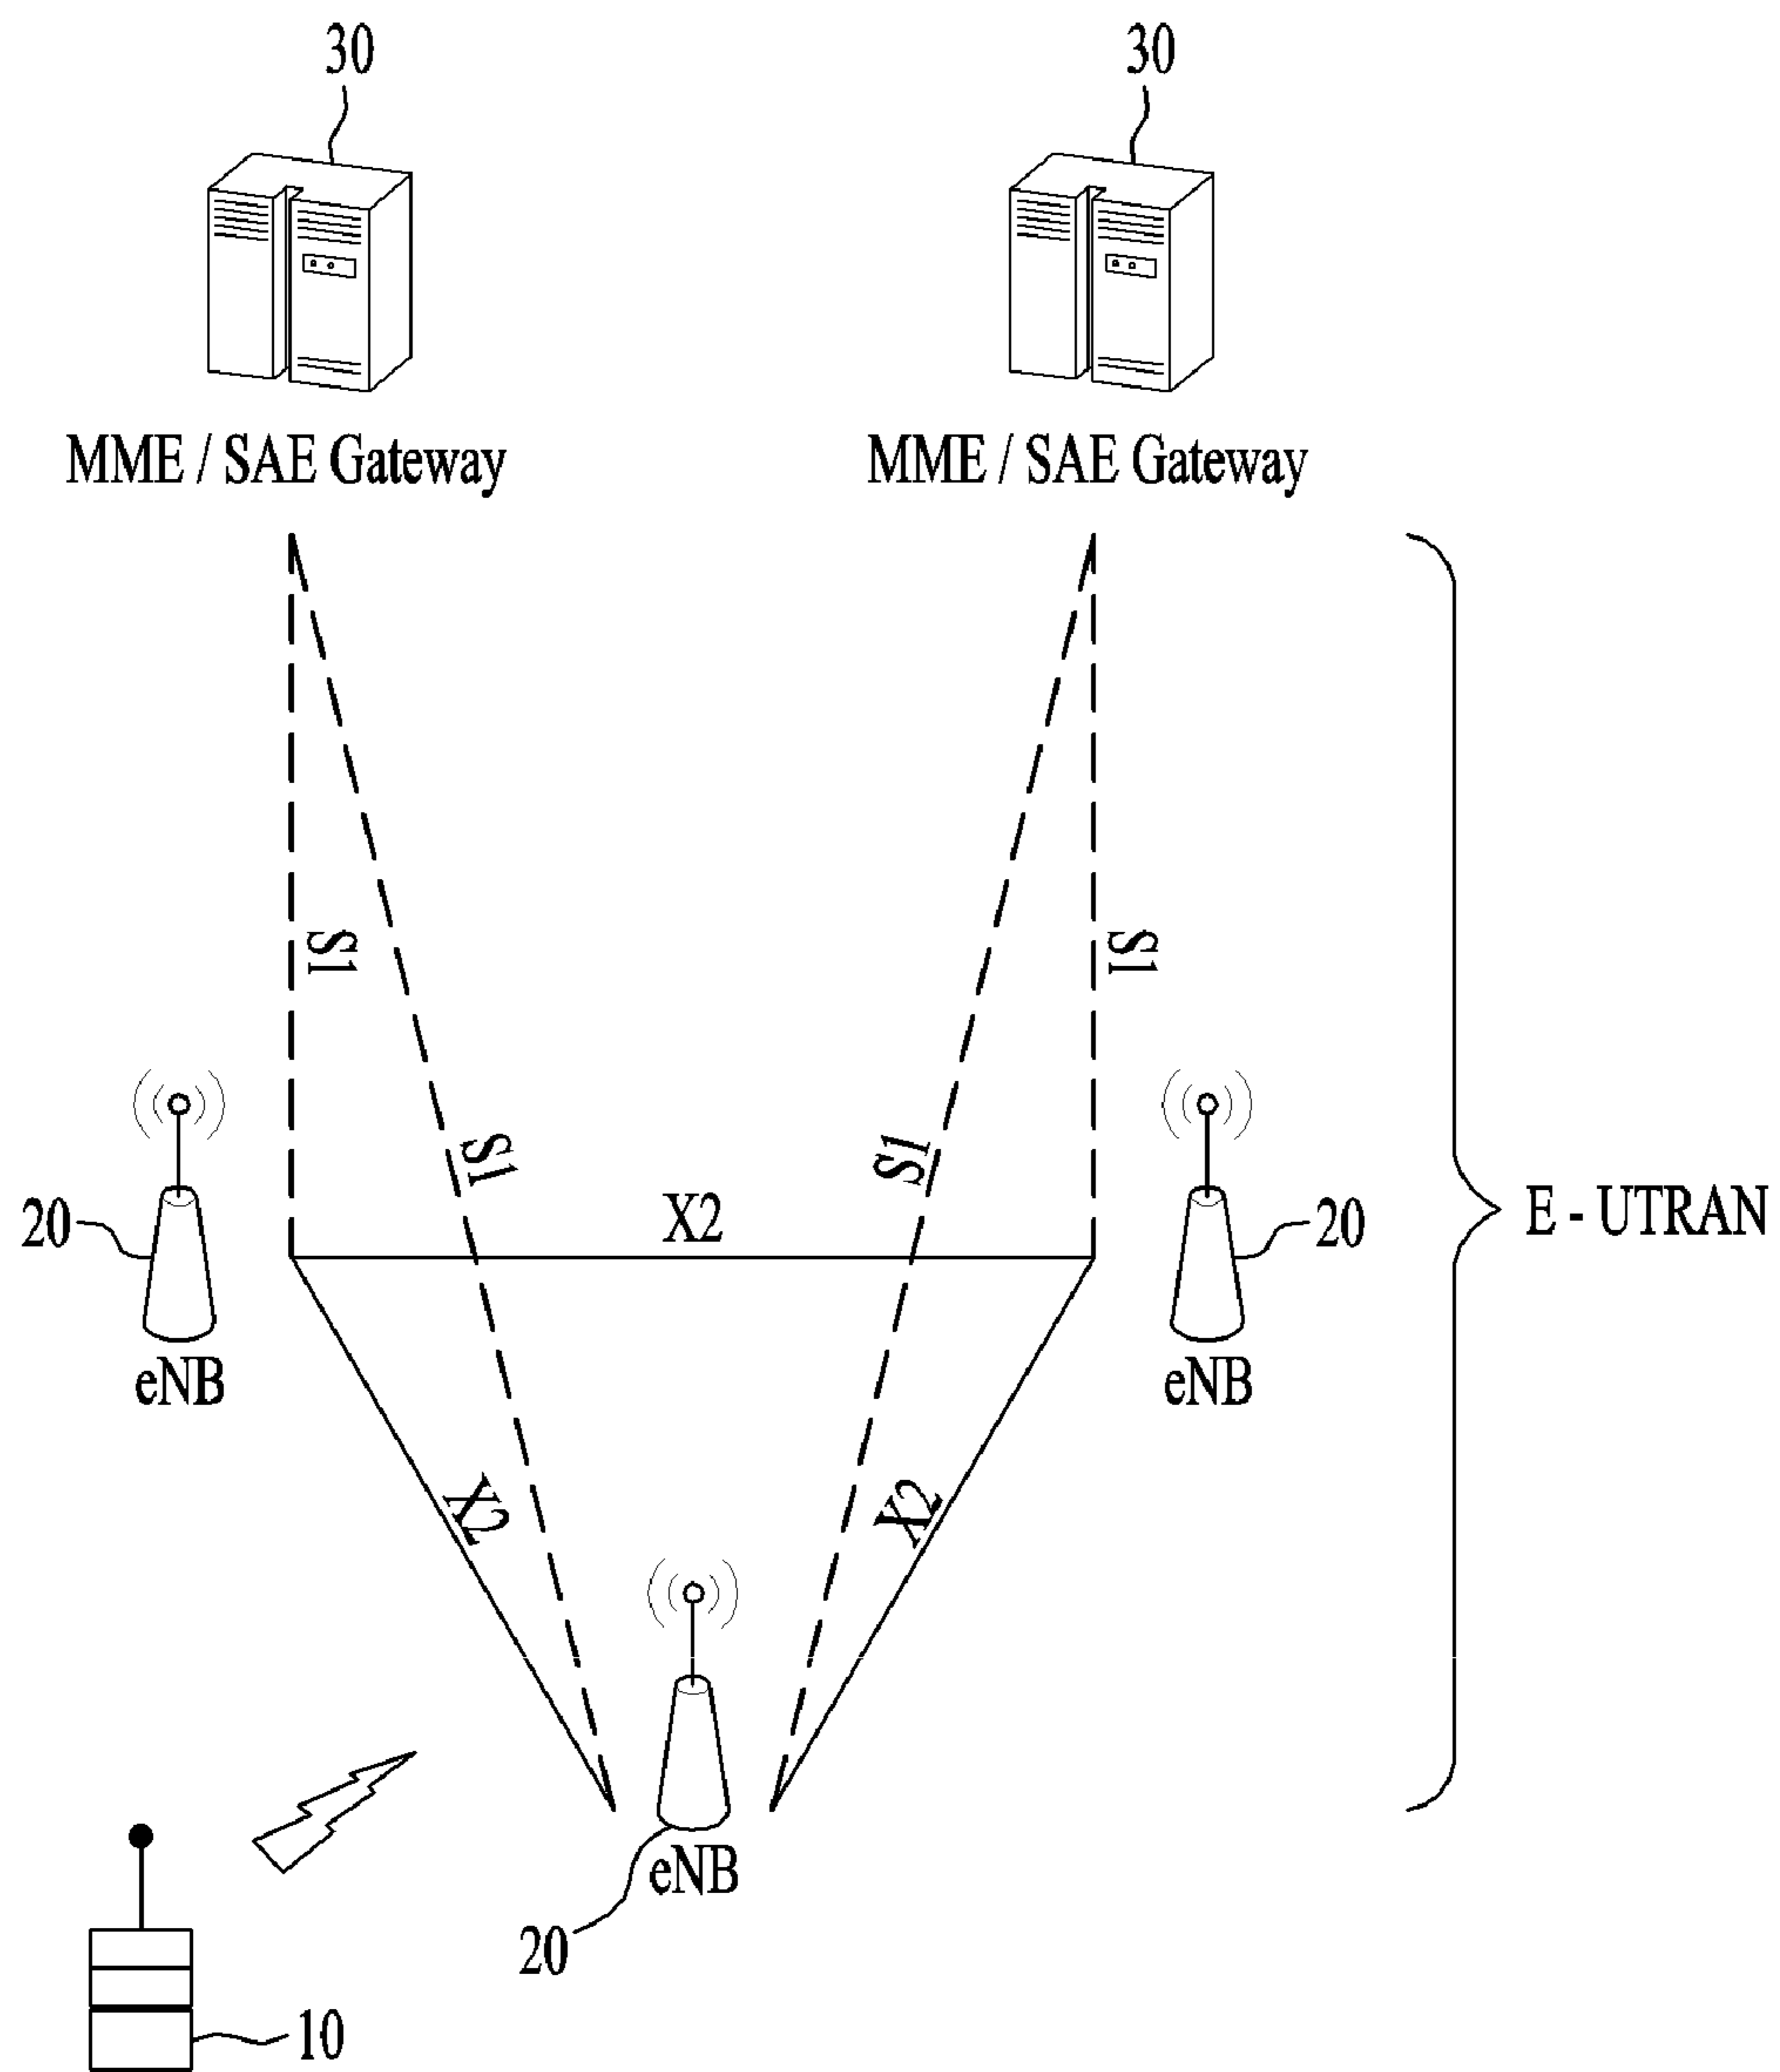 30
30
MME / SAE Gateway
MME / SAE Gateway
S1
S1
S1
S1
X2
20
20
E - UTRAN
eNB
eNB
X2
X2
eNB
20
10